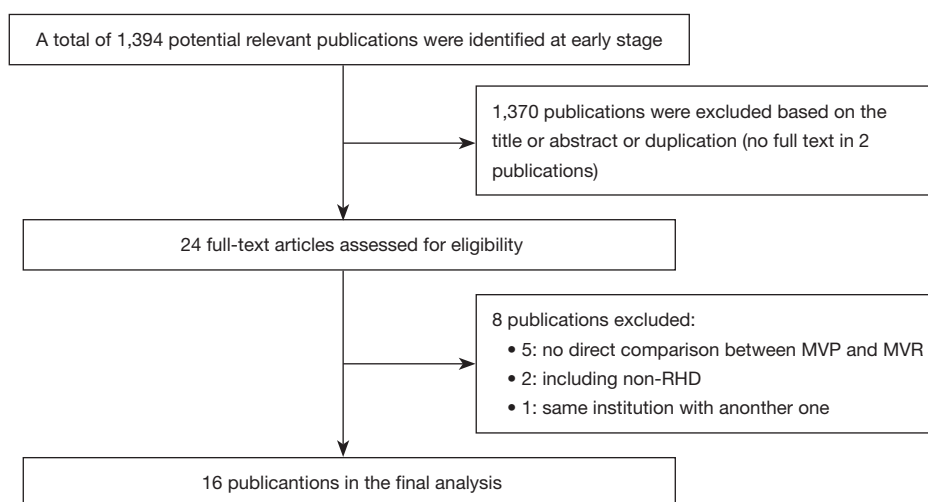 A total of 1,394 potential relevant publications were identified at early stage
1,370 publications were excluded based on the
title or abstract or duplication (no full text in 2
publications)
24 full-text articles assessed for eligibility
8 publications excluded:
• 5: no direct comparison between MVP and MVR
• 2: including non-RHD
• 1: same institution with anonther one
16 publicantions in the final analysis